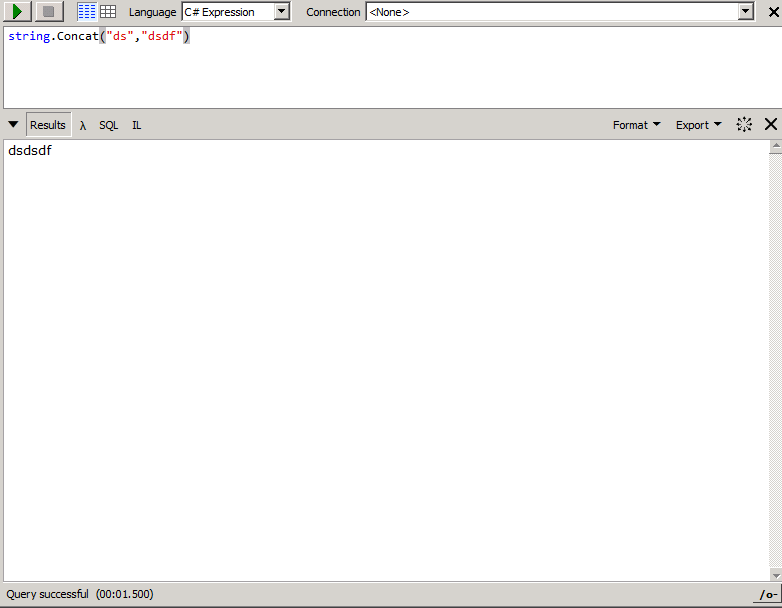 Language C# Expression Connection <None>
string.Concat("ds","dsdf")
Results λ SQL IL Format Export
dsdsdf
Query successful (00:01.500) /o-